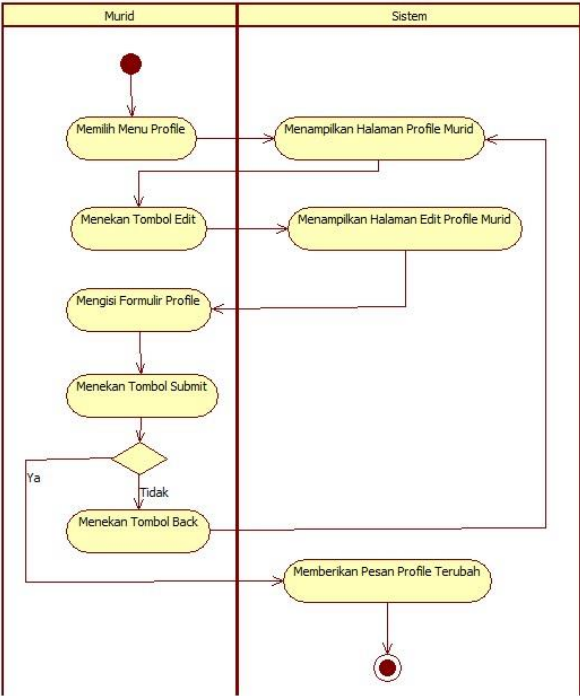 Murid
Sistem
Memilih Menu Profile
Menampilkan Halaman Profile Murid
Menekan Tombol Edit
Menampilkan Halaman Edit Profile Murid
Mengisi Formulir Profile
Menekan Tombol Submit
Ya
Tidak
Menekan Tombol Back
Memberikan Pesan Profile Terubah